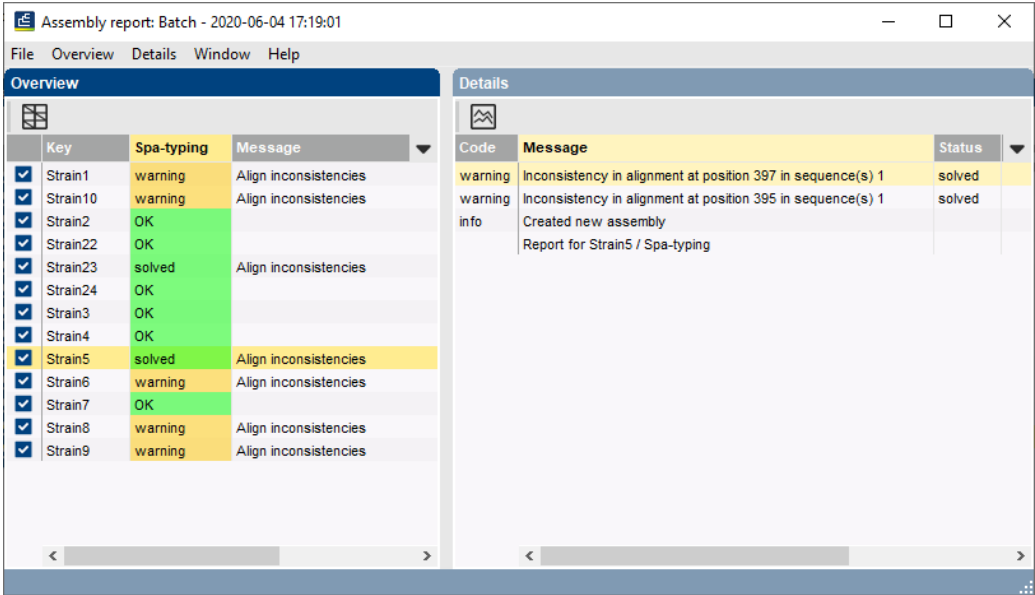 Assembly report: Batch - 2020-06-04 17:19:01
File Overview Details Window Help
Overview
Key Spa-typing Message
Strain1 warning Align inconsistencies
Strain10 warning Align inconsistencies
Strain2 OK
Strain22 OK
Strain23 solved Align inconsistencies
Strain24 OK
Strain3 OK
Strain4 OK
Strain5 solved Align inconsistencies
Strain6 warning Align inconsistencies
Strain7 OK
Strain8 warning Align inconsistencies
Strain9 warning Align inconsistencies
Details
Code Message Status
warning Inconsistency in alignment at position 397 in sequence(s) 1 solved
warning Inconsistency in alignment at position 395 in sequence(s) 1 solved
info Created new assembly
Report for Strain5 / Spa-typing